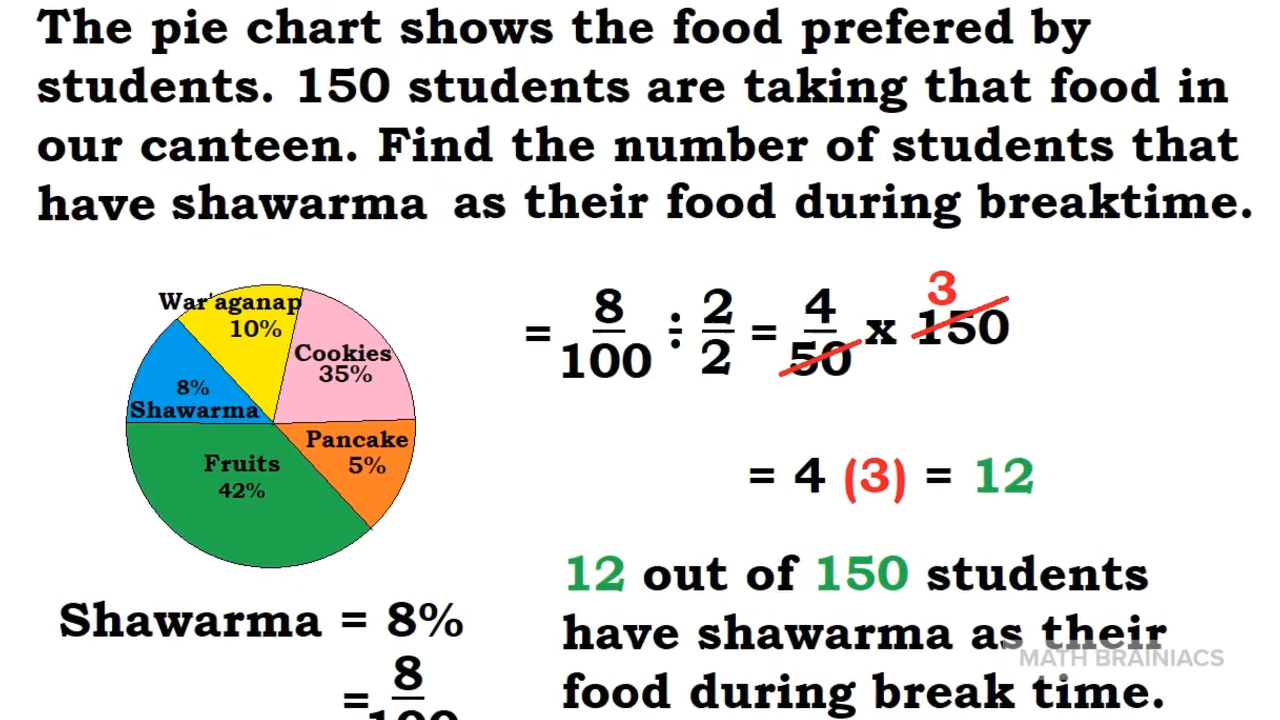 The pie chart shows the food prefered by
students. 150 students are taking that food in
our canteen. Find the number of students that
have shawarma as their food during breaktime.
War'aganap
10%
Cookies
35%
8%
Shawarma
Pancake
5%
Fruits
42%
3
= 8/100 ÷ 2/2 = 4/50 x 150
= 4 (3) = 12
Shawarma = 8%
= 8/100
12 out of 150 students
have shawarma as their
food during break time.
MATH BRAINIACS